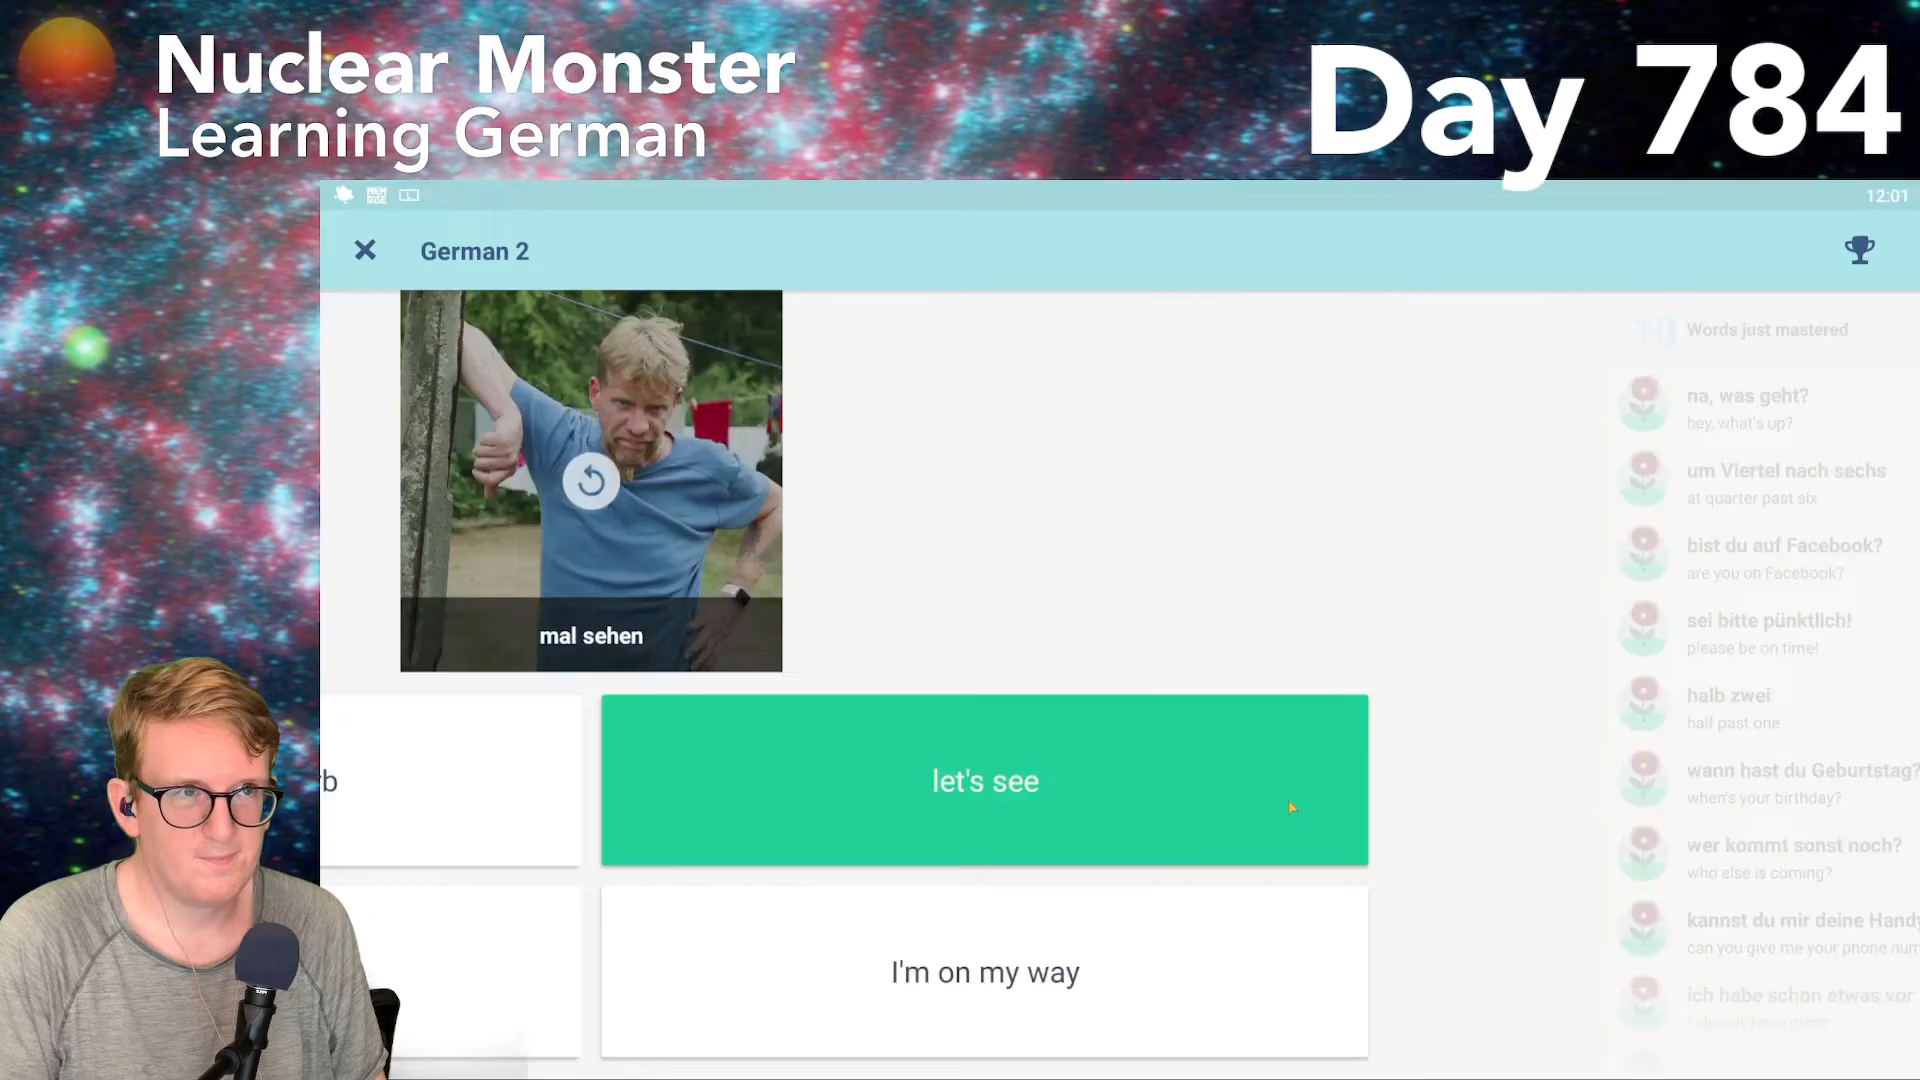 Nuclear Monster
Learning German
Day 784
MEM
RISE
12:01
German 2
mal sehen
rb
let's see
I'm on my way
10 Words just mastered
na, was geht?
hey, what's up?
um Viertel nach sechs
at quarter past six
bist du auf Facebook?
are you on Facebook?
sei bitte pünktlich!
please be on time!
halb zwei
half past one
wann hast du Geburtstag?
when's your birthday?
wer kommt sonst noch?
who else is coming?
kannst du mir deine Handy
can you give me your phone num
ich habe schon etwas vor